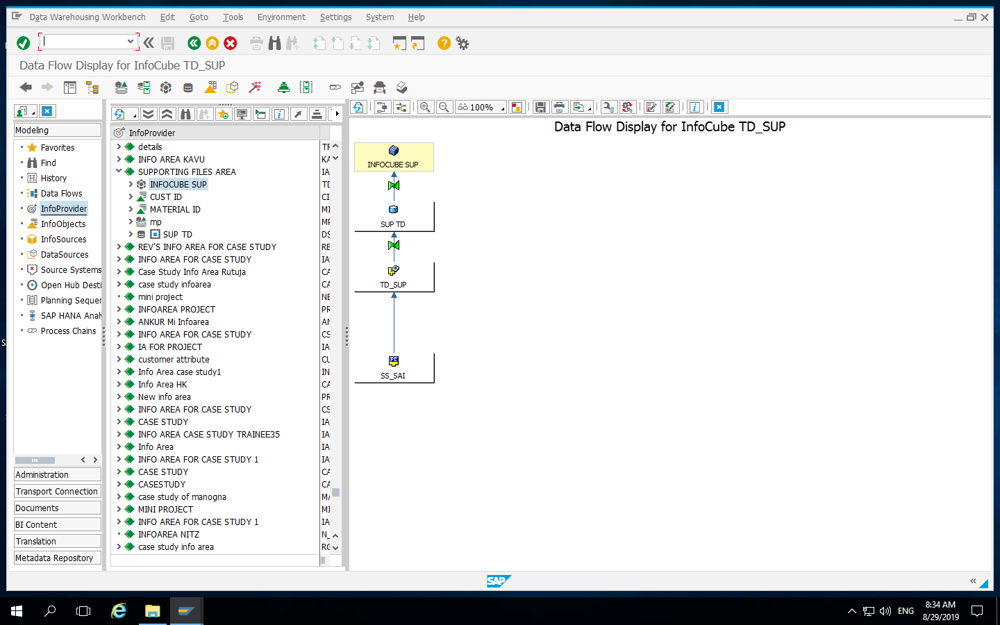 Data Warehousing Workbench Edit Goto Tools Environment Settings System Help
Data Flow Display for InfoCube TD_SUP
100%
Modeling
Favorites
Find
History
Data Flows
InfoProvider
InfoObjects
InfoSources
DataSources
Source Systems
Open Hub Desti
Planning Sequer
SAP HANA Anal
Process Chains
Administration
Transport Connection
Documents
BI Content
Translation
Metadata Repository
InfoProvider
details TF
INFO AREA KAVU KA
SUPPORTING FILES AREA IA
INFOCUBE SUP TD
CUST ID CI
MATERIAL ID MI
mp MP
SUP TD DS
REV'S INFO AREA FOR CASE STUDY RE
INFO AREA FOR CASE STUDY IA
Case Study Info Area Rutuja CA
case study infoarea CA
mini project NE
INFOAREA PROJECT PR
ANKUR Mi Infoarea AN
INFO AREA FOR CASE STUDY CS
IA FOR PROJECT IA
customer attribute CU
Info Area case study1 IN
Info Area HK CA
New info area PR
INFO AREA FOR CASE STUDY CS
CASE STUDY IA
INFO AREA CASE STUDY TRAINEE35 IA
Info Area IA
INFO AREA FOR CASE STUDY 1 IA
CASE STUDY CA
CASESTUDY CA
case study of manogna MA
MINI PROJECT MI
INFO AREA FOR CASE STUDY 1 IA
INFOAREA NITZ N_
case study info area RG
Data Flow Display for InfoCube TD_SUP
INFOCUBE SUP
SUP TD
TD_SUP
SS_SAI
SAP
ENG
8:34 AM
8/29/2019